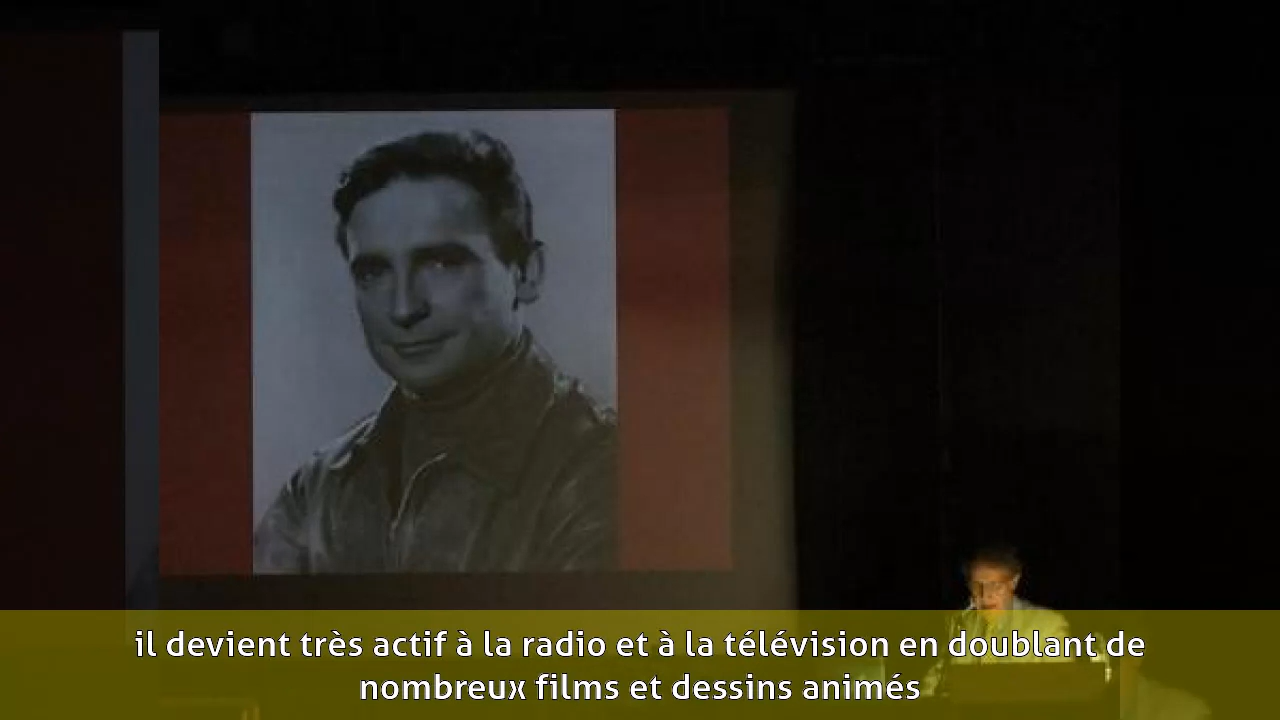 il devient très actif à la radio et à la télévision en doublant de
nombreux films et dessins animés